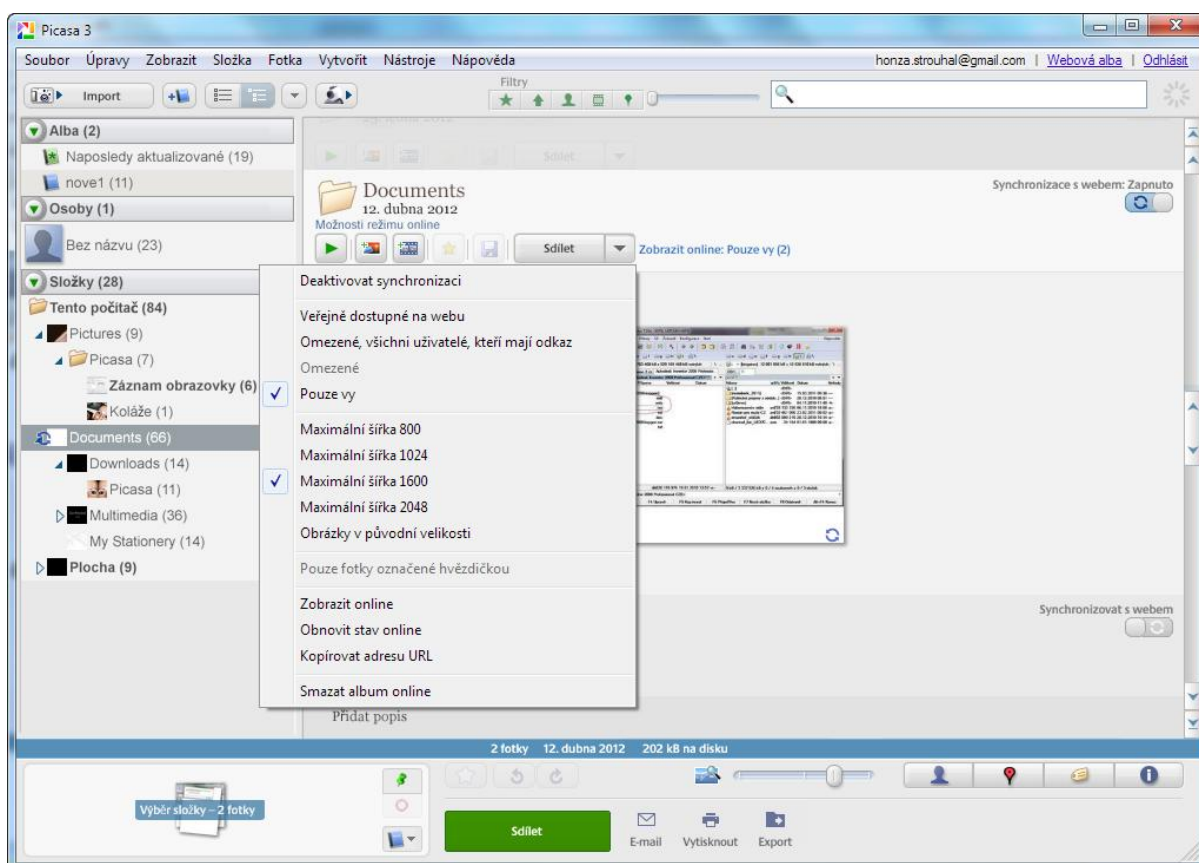 Picasa 3
Soubor Úpravy Zobrazit Složka Fotka Vytvořit Nástroje Nápověda honza.strouhal@gmail.com | Webová alba | Odhlásit
Import
Filtry
Alba (2)
Naposledy aktualizované (19)
nove1 (11)
Osoby (1)
Bez názvu (23)
Složky (28)
Tento počítač (84)
Pictures (9)
Picasa (7)
Záznam obrazovky (6)
Koláže (1)
Documents (66)
Downloads (14)
Picasa (11)
Multimedia (36)
My Stationery (14)
Plocha (9)
Sdílet
Documents
12. dubna 2012
Možnosti režimu online
Synchronizace s webem: Zapnuto
Sdílet
Zobrazit online: Pouze vy (2)
Deaktivovat synchronizaci
Veřejně dostupné na webu
Omezené, všichni uživatelé, kteří mají odkaz
Omezené
Pouze vy
Maximální šířka 800
Maximální šířka 1024
Maximální šířka 1600
Maximální šířka 2048
Obrázky v původní velikosti
Pouze fotky označené hvězdičkou
Zobrazit online
Obnovit stav online
Kopírovat adresu URL
Smazat album online
Synchronizovat s webem
Přidat popis
2 fotky 12. dubna 2012 202 kB na disku
Výběr složky – 2 fotky
Sdílet
E-mail Vytisknout Export